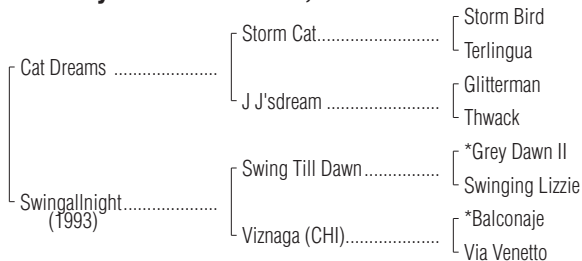 Storm Bird
Storm Cat
Terlingua
Cat Dreams
Glitterman
J J'sdream
Thwack
*Grey Dawn II
Swing Till Dawn
Swinging Lizzie
Swingallnight
(1993)
*Balconaje
Viznaga (CHI)
Via Venetto